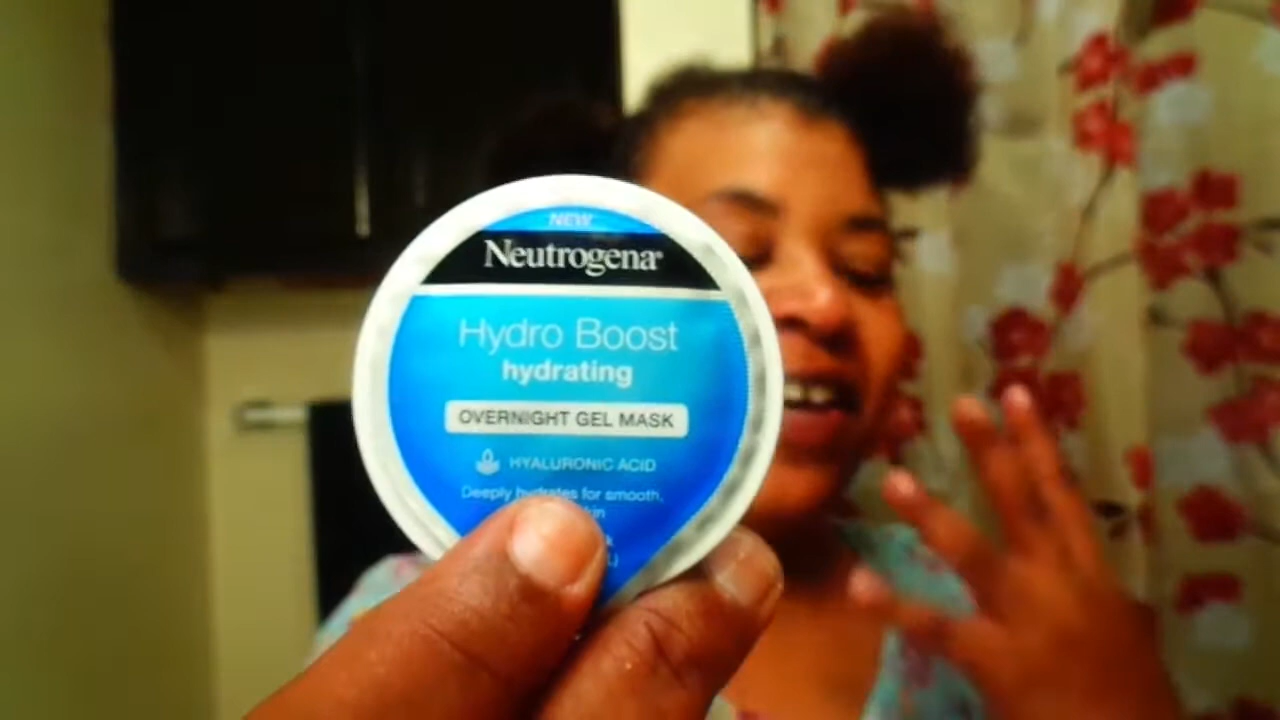 NEW
Neutrogena®
Hydro Boost
hydrating
OVERNIGHT GEL MASK
HYALURONIC ACID
Deeply hydrates for smooth,